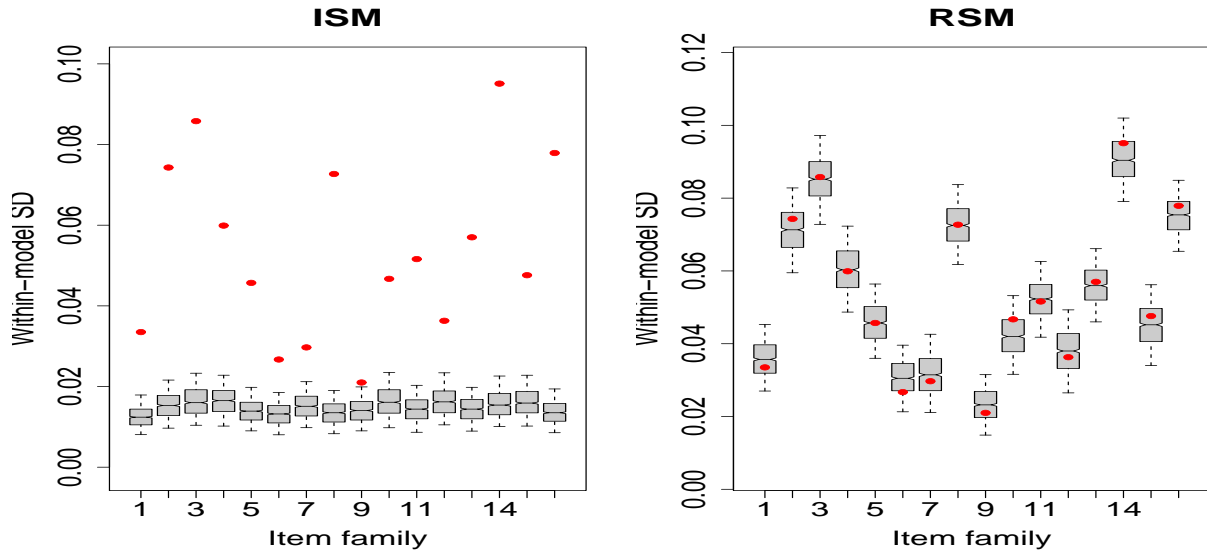 ISM
RSM
Within−model SD
0.00 0.02 0.04 0.06 0.08 0.10
1 3 5 7 9 11 14
Item family
Within−model SD
0.00 0.02 0.04 0.06 0.08 0.10 0.12
1 3 5 7 9 11 14
Item family